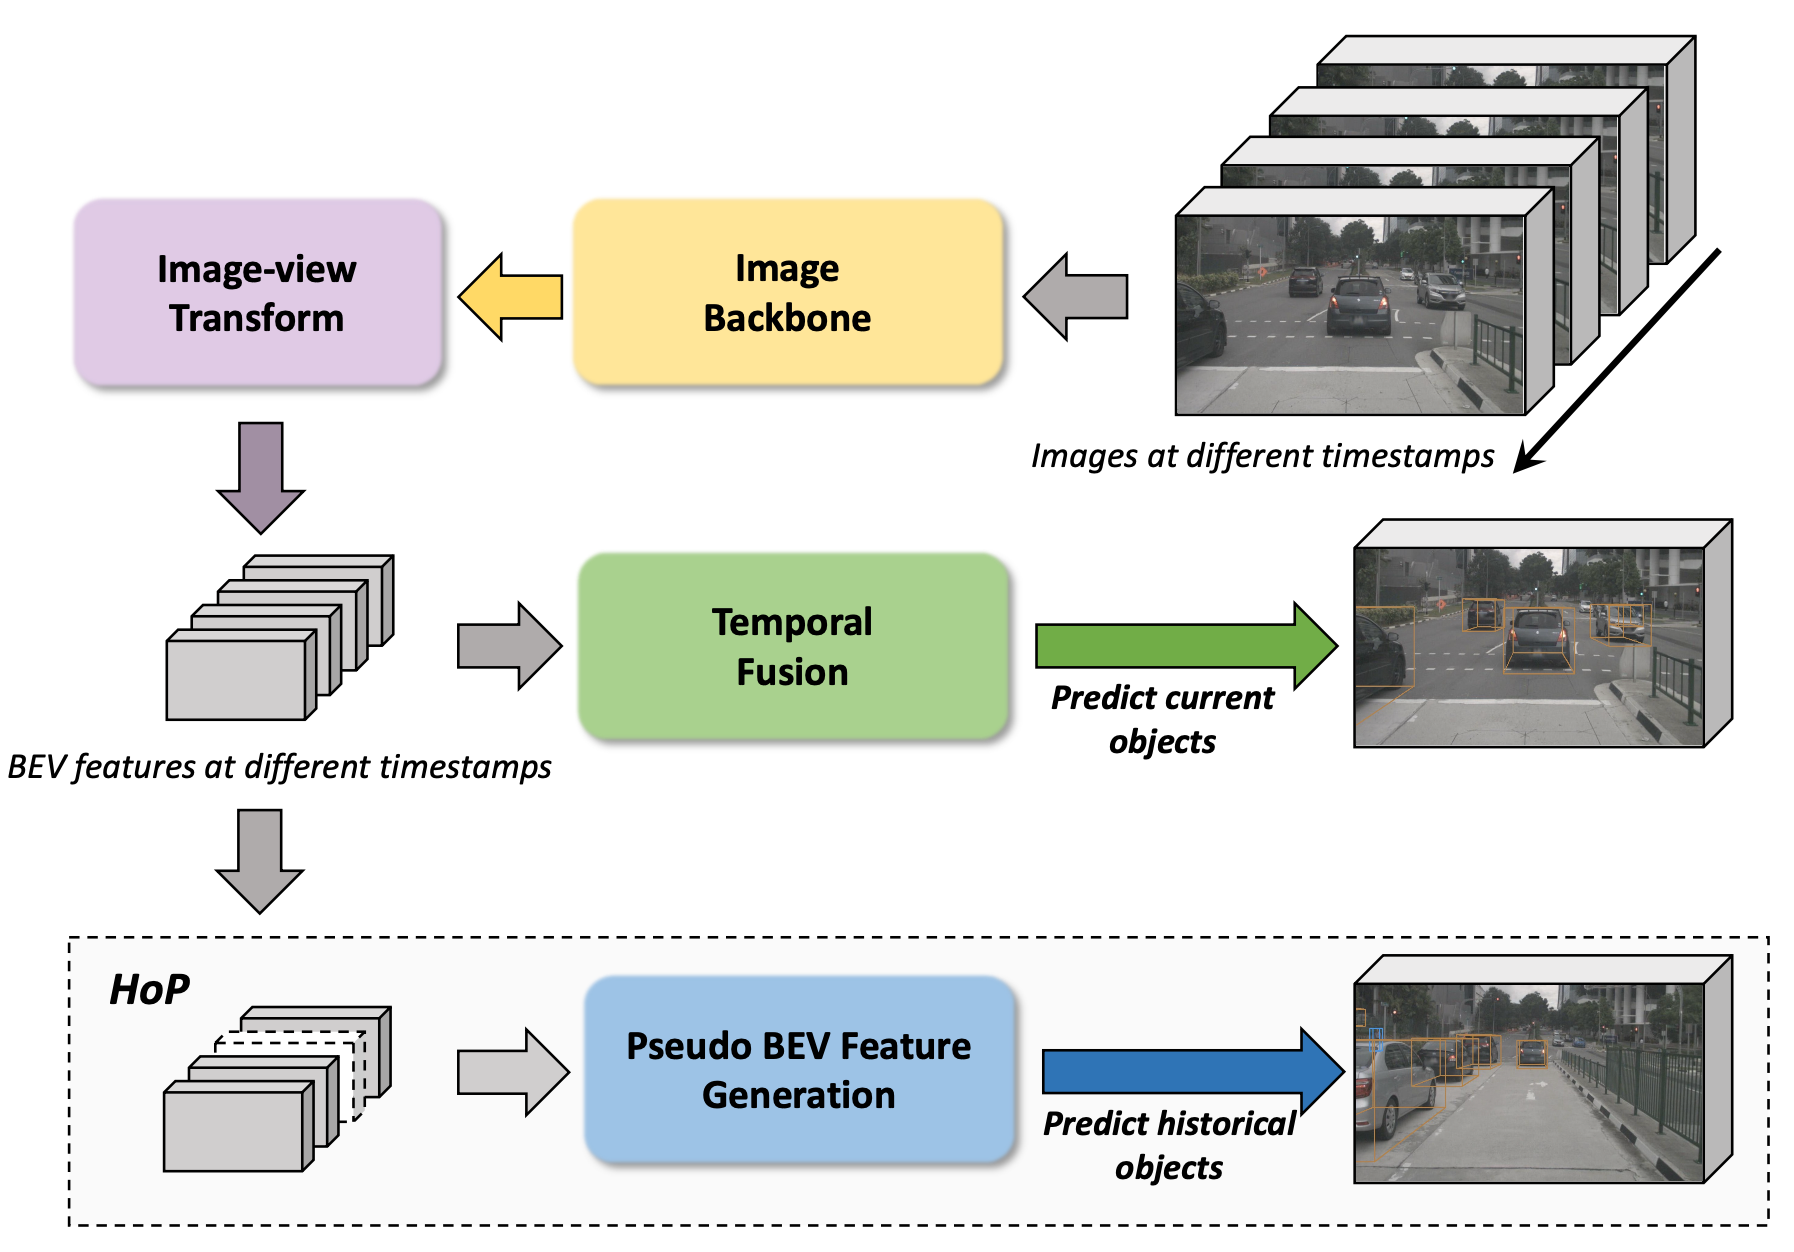 Image-view
Transform
Image
Backbone
Images at different timestamps
Temporal
Fusion
Predict current
objects
BEV features at different timestamps
HoP
Pseudo BEV Feature
Generation
Predict historical
objects